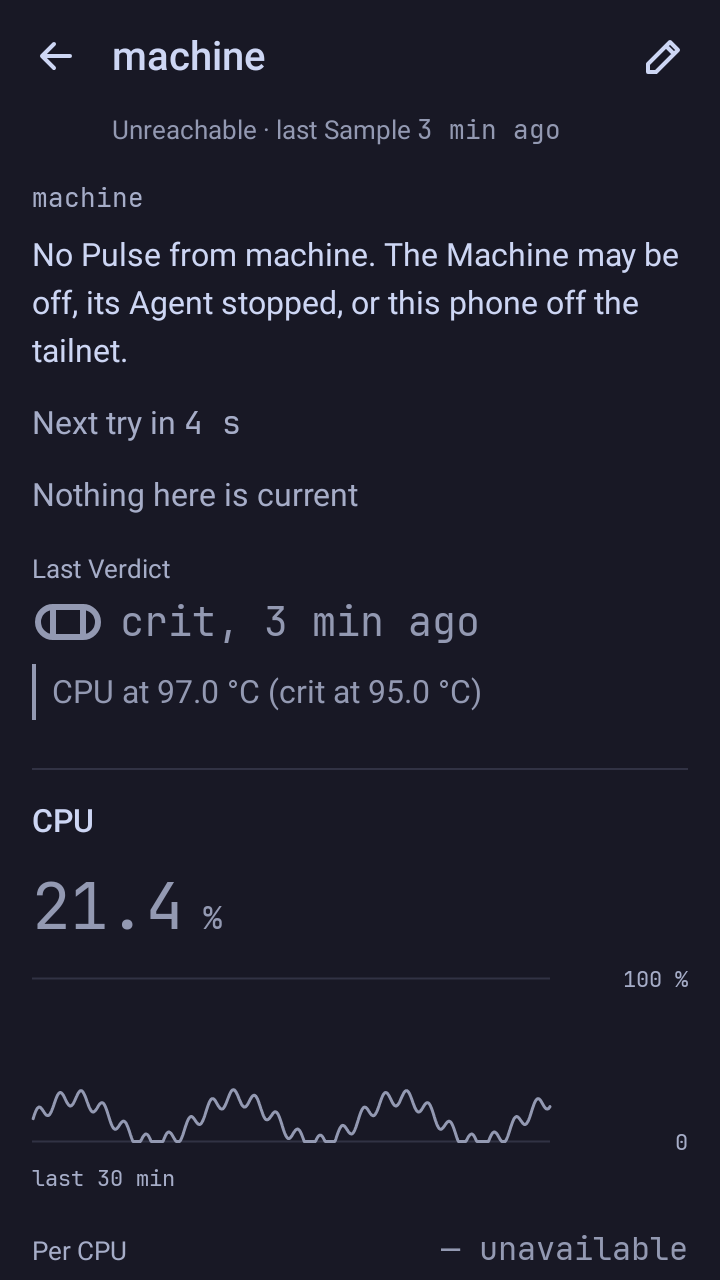 machine
Unreachable · last Sample 3 min ago
machine
No Pulse from machine. The Machine may be
off, its Agent stopped, or this phone off the
tailnet.
Next try in 4 s
Nothing here is current
Last Verdict
crit, 3 min ago
CPU at 97.0 °C (crit at 95.0 °C)
CPU
21.4 %
100 %
0
last 30 min
Per CPU — unavailable